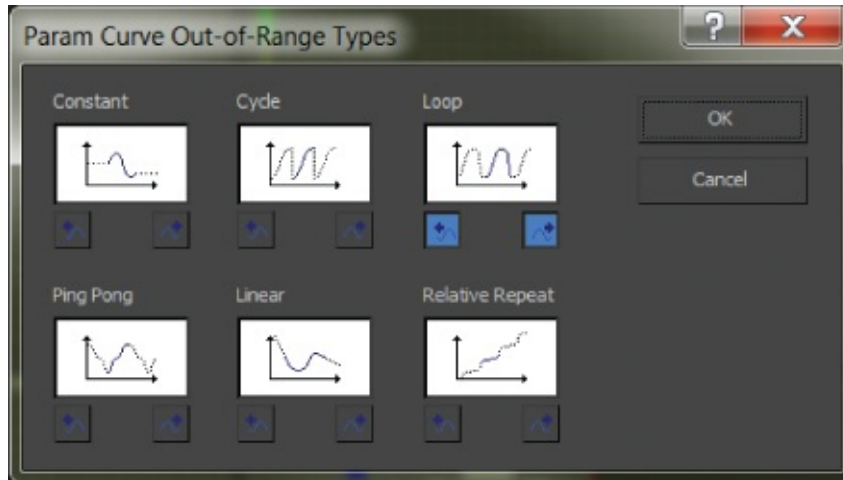 Param Curve Out-of-Range Types
Constant
Cycle
Loop
OK
Cancel
Ping Pong
Linear
Relative Repeat